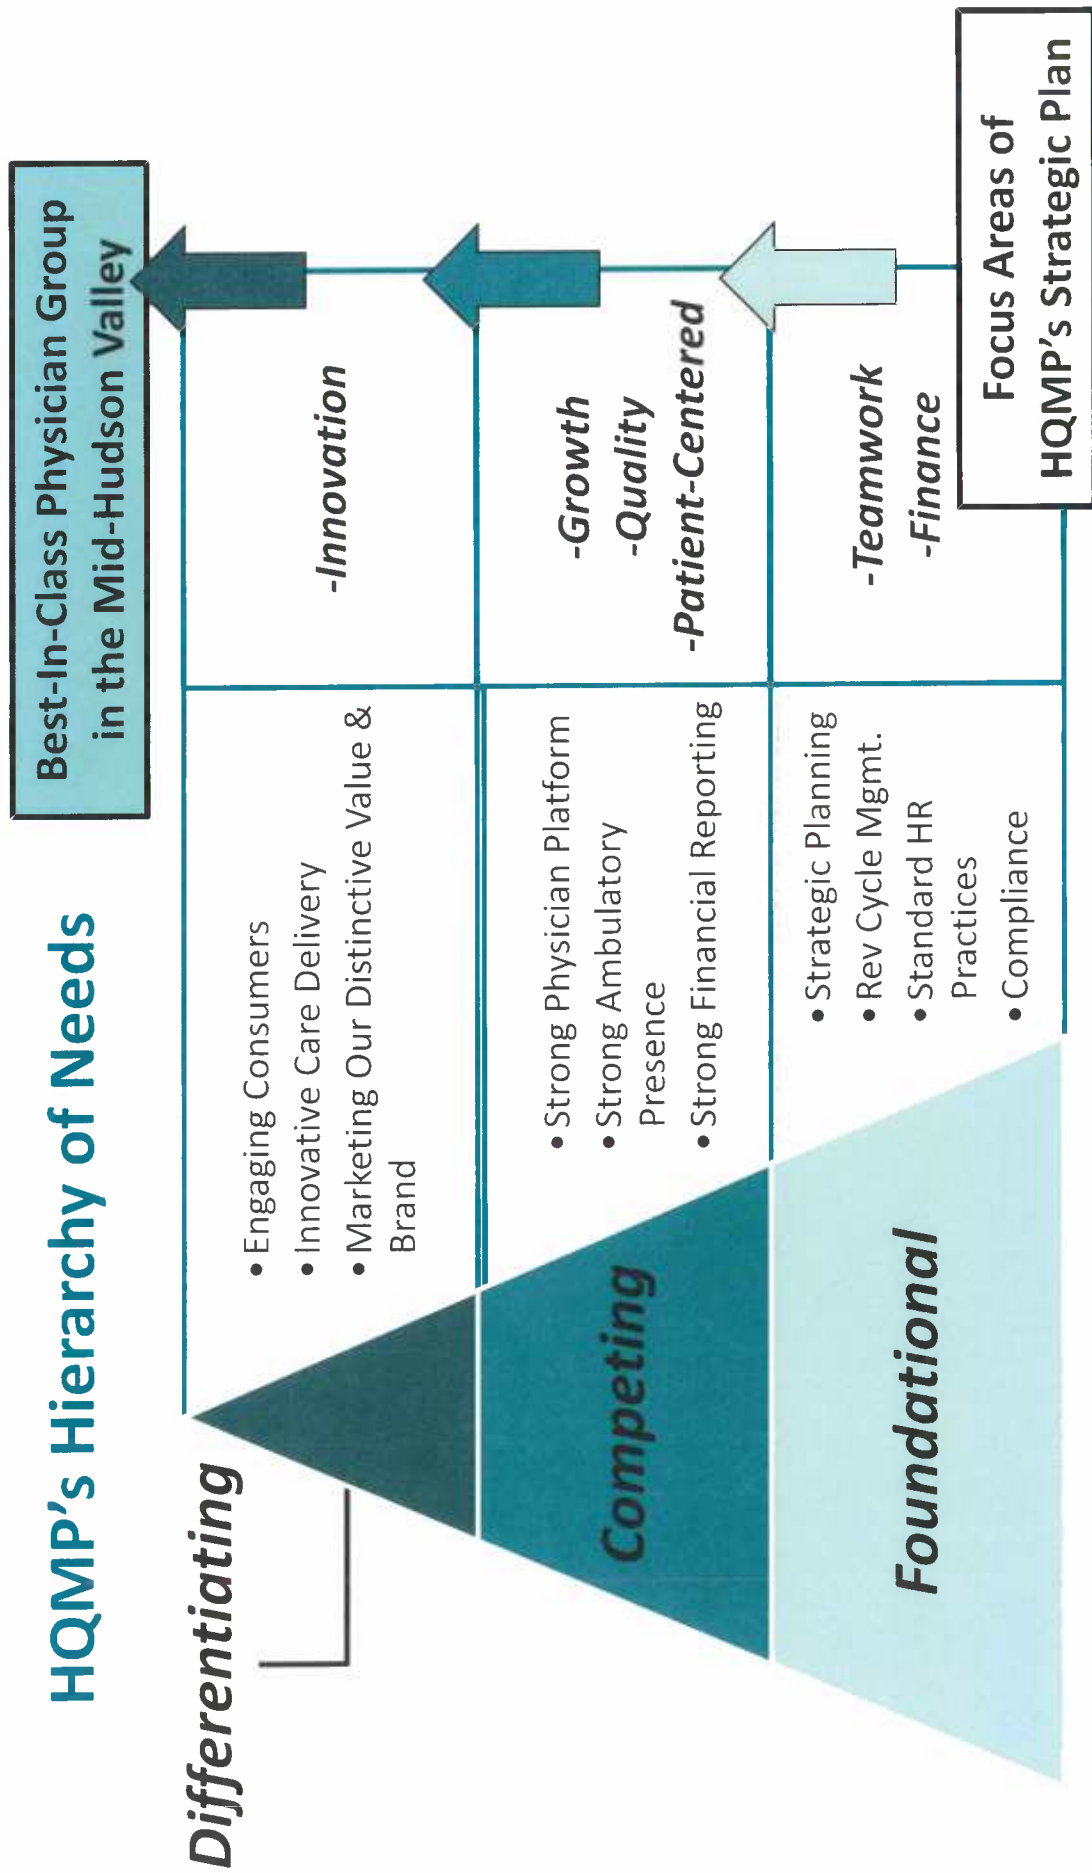 HQMP's Hierarchy of Needs
Best-In-Class Physician Group
in the Mid-Hudson Valley
Differentiating
• Engaging Consumers
• Innovative Care Delivery
• Marketing Our Distinctive Value &
Brand
-Innovation
Competing
• Strong Physician Platform
• Strong Ambulatory
Presence
• Strong Financial Reporting
-Growth
-Quality
-Patient-Centered
Foundational
• Strategic Planning
• Rev Cycle Mgmt.
• Standard HR
Practices
• Compliance
-Teamwork
-Finance
Focus Areas of
HQMP's Strategic Plan